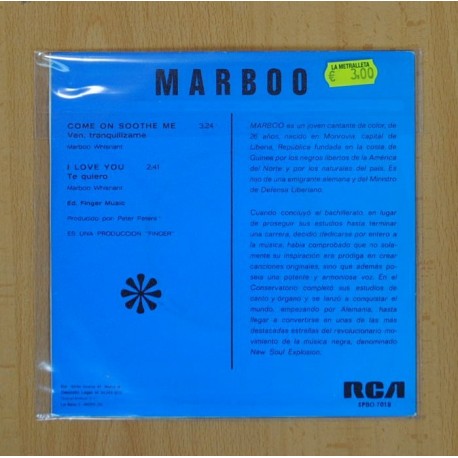 MARBOO
LA METRALLETA
€ 3,00
COME ON SOOTHE ME 3,24
Ven, tranquilízame
Marboo Whisnant
I LOVE YOU 2,41
Te quiero
Marboo Whisnant
Ed. Finger Music
Producido por: Peter
ES UNA PRODUCCION "FINGER"
MARBOO es un joven cantante de color, de
26 años, nacido en Monrovia, capital de
Liberia, República fundada en la costa de
Guinea por los negros libertos de la América
del Norte y por los naturales del país. Es
hijo de una emigrante alemana y del Ministro
de Defensa Liberiano.
Cuando concluyó el bachillerato, en lugar
de proseguir sus estudios hasta terminar
una carrera, decidió dedicarse por entero a
la música; había comprobado que no sola-
mente su inspiración era pródiga en crear
canciones originales, sino que además po-
seía una potente y armoniosa voz. En el
Conservatorio completó sus estudios de
canto y órgano y se lanzó a conquistar el
mundo, empezando por Alemania, hasta
llegar a convertirse en una de las más
destacadas estrellas del revolucionario mo-
vimiento de la música negra, denominado
New Soul Explosion.
RCA
SPBO 7018